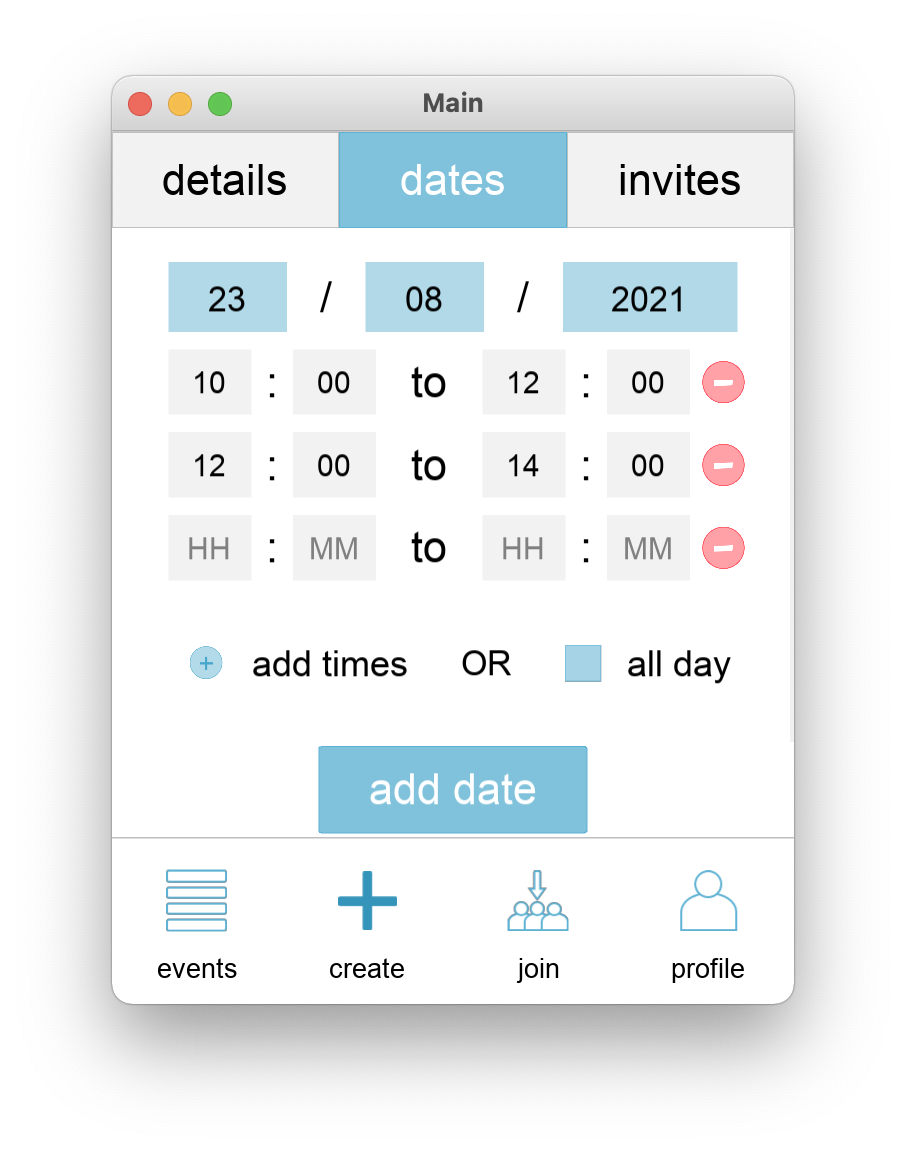 Main
details dates invites
23 / 08 / 2021
10 : 00 to 12 : 00
12 : 00 to 14 : 00
HH : MM to HH : MM
add times OR all day
add date
events create join profile